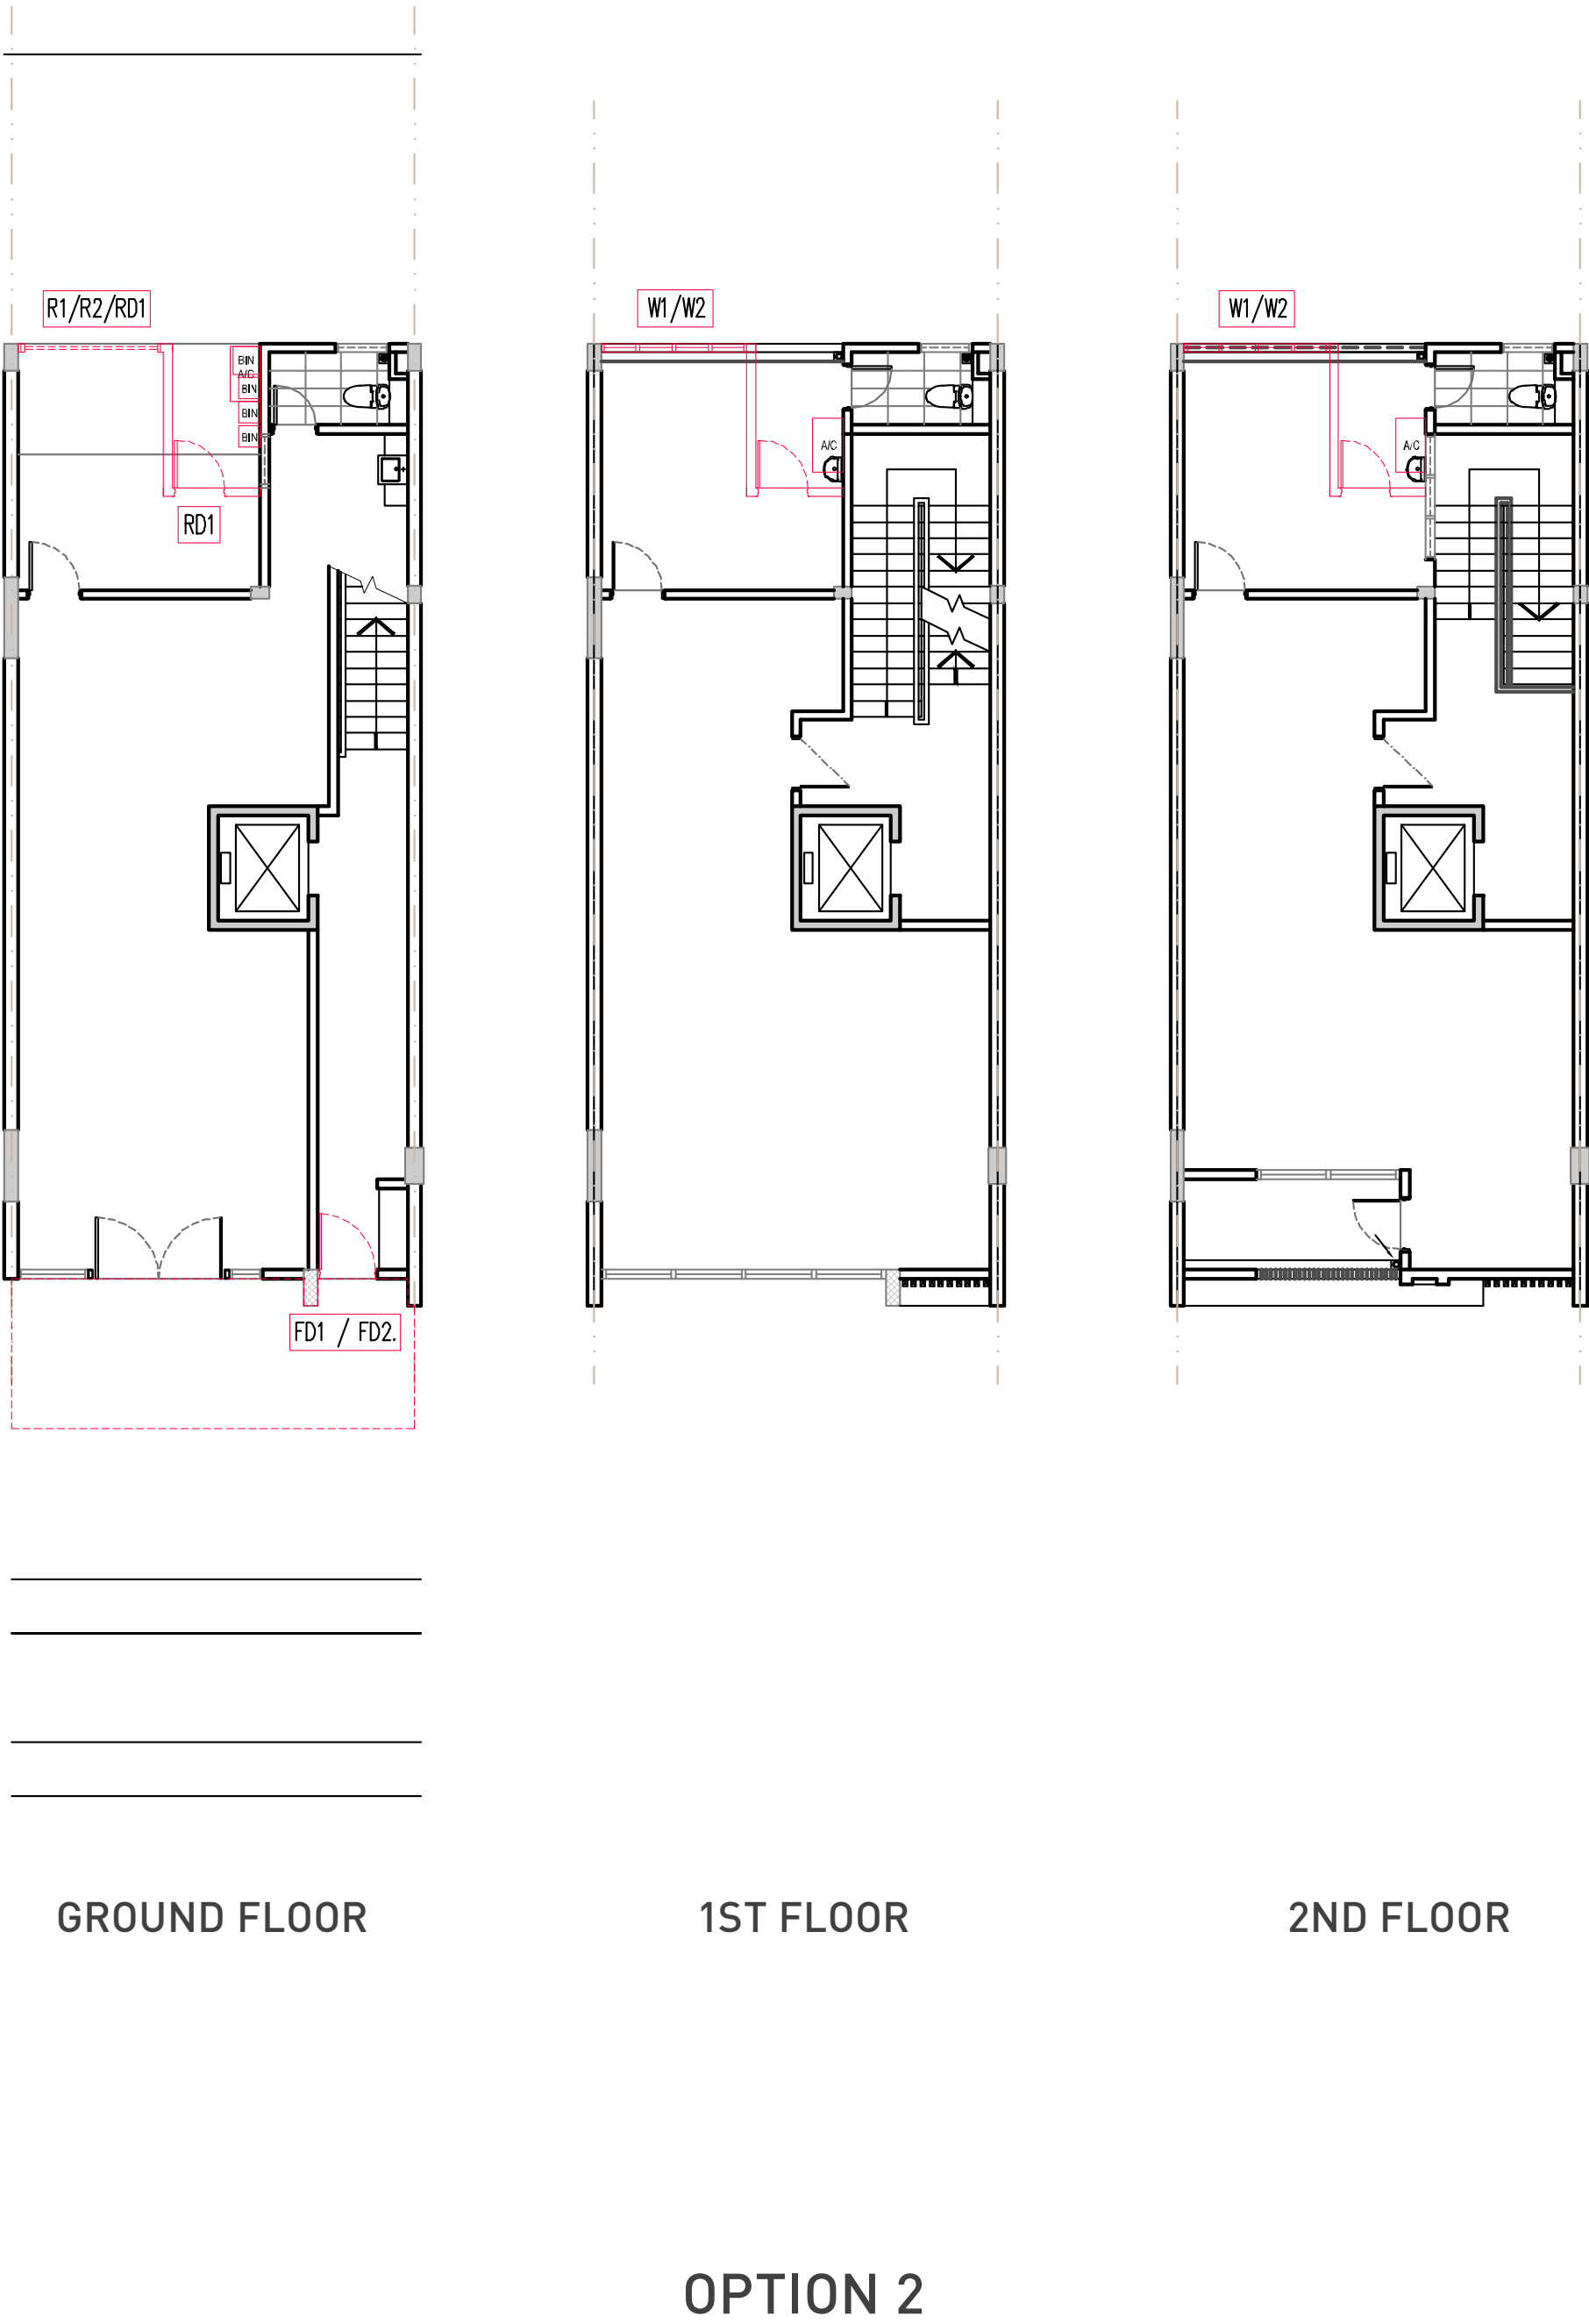 R1/R2/RD1
W1/W2
W1/W2
BIN
A/C
BIN
BIN
BIN
A/C
A/C
RD1
FD1 / FD2.
GROUND FLOOR
1ST FLOOR
2ND FLOOR
OPTION 2